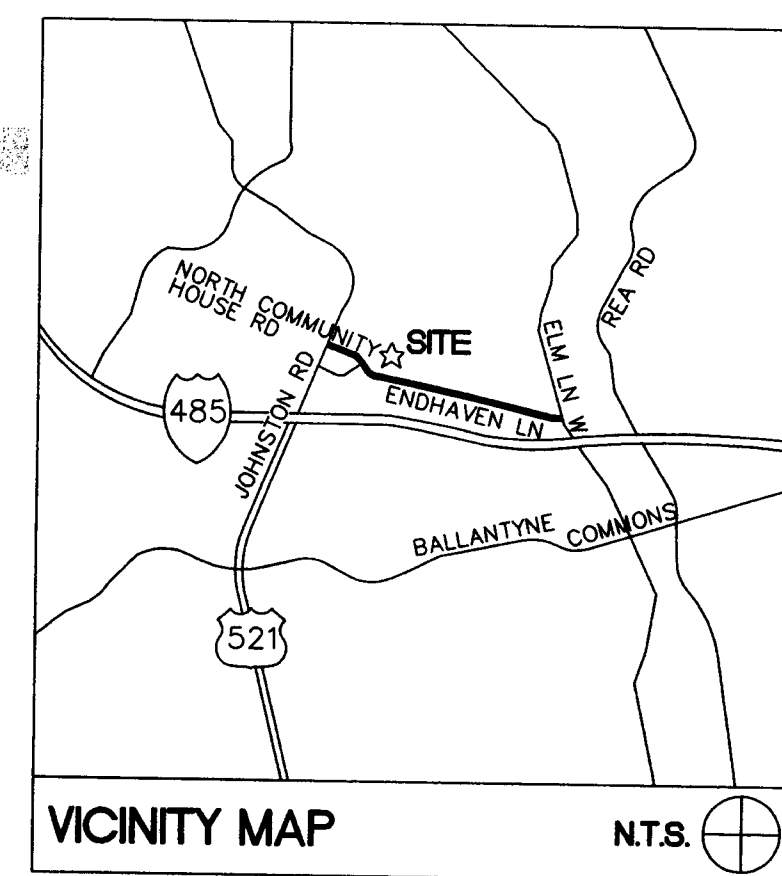 NORTH COMMUNITY
HOUSE RD
SITE
REA RD
ELM LN W
485
JOHNSTON RD
ENDHAVEN LN
BALLANTYNE COMMONS
521
VICINITY MAP
N.T.S.